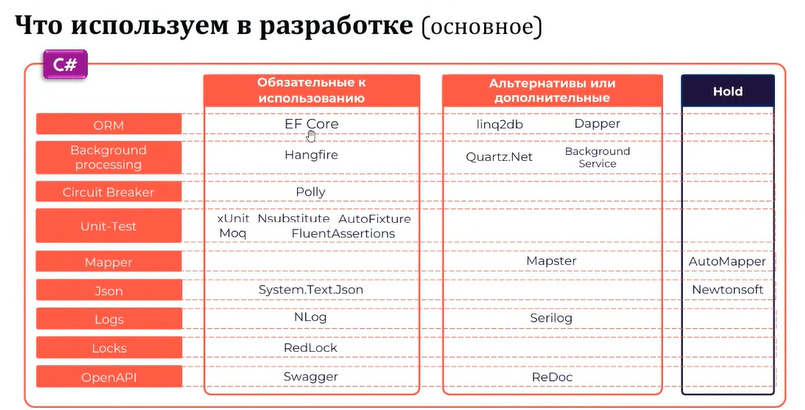 Что используем в разработке (основное)
C#
Обязательные к
использованию
Альтернативы или
дополнительные
Hold
ORM
EF Core
linq2db
Dapper
Background
processing
Hangfire
Quartz.Net
Background
Service
Circuit Breaker
Polly
Unit-Test
xUnit Nsubstitute AutoFixture
Moq FluentAssertions
Mapper
Mapster
AutoMapper
Json
System.Text.Json
Newtonsoft
Logs
NLog
Serilog
Locks
RedLock
OpenAPI
Swagger
ReDoc